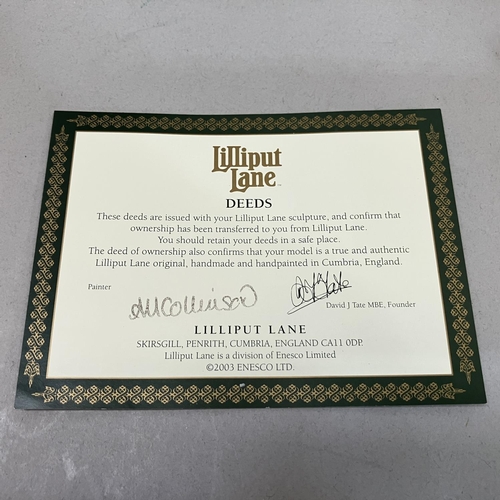 Lilliput
Lane™
DEEDS
These deeds are issued with your Lilliput Lane sculpture, and confirm that
ownership has been transferred to you from Lilliput Lane.
You should retain your deeds in a safe place.
The deed of ownership also confirms that your model is a true and authentic
Lilliput Lane original, handmade and handpainted in Cumbria, England.
Painter
David J Tate MBE, Founder
LILLIPUT LANE
SKIRSGILL, PENRITH, CUMBRIA, ENGLAND CA11 0DP.
Lilliput Lane is a division of Enesco Limited
©2003 ENESCO LTD.